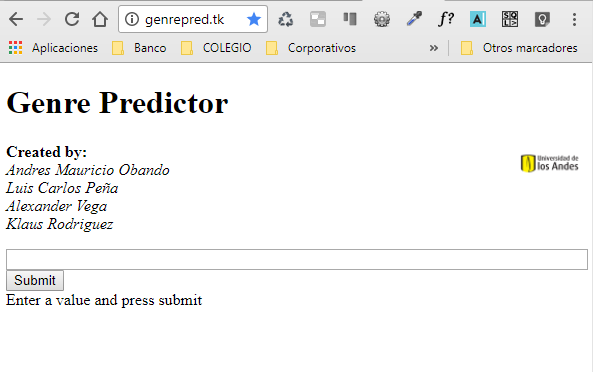 genrepred.tk
f?
A
SQL
Aplicaciones Banco COLEGIO Corporativos » Otros marcadores
Genre Predictor
Created by:
Andres Mauricio Obando
Universidad de
los Andes
Luis Carlos Peña
Alexander Vega
Klaus Rodriguez
Submit
Enter a value and press submit